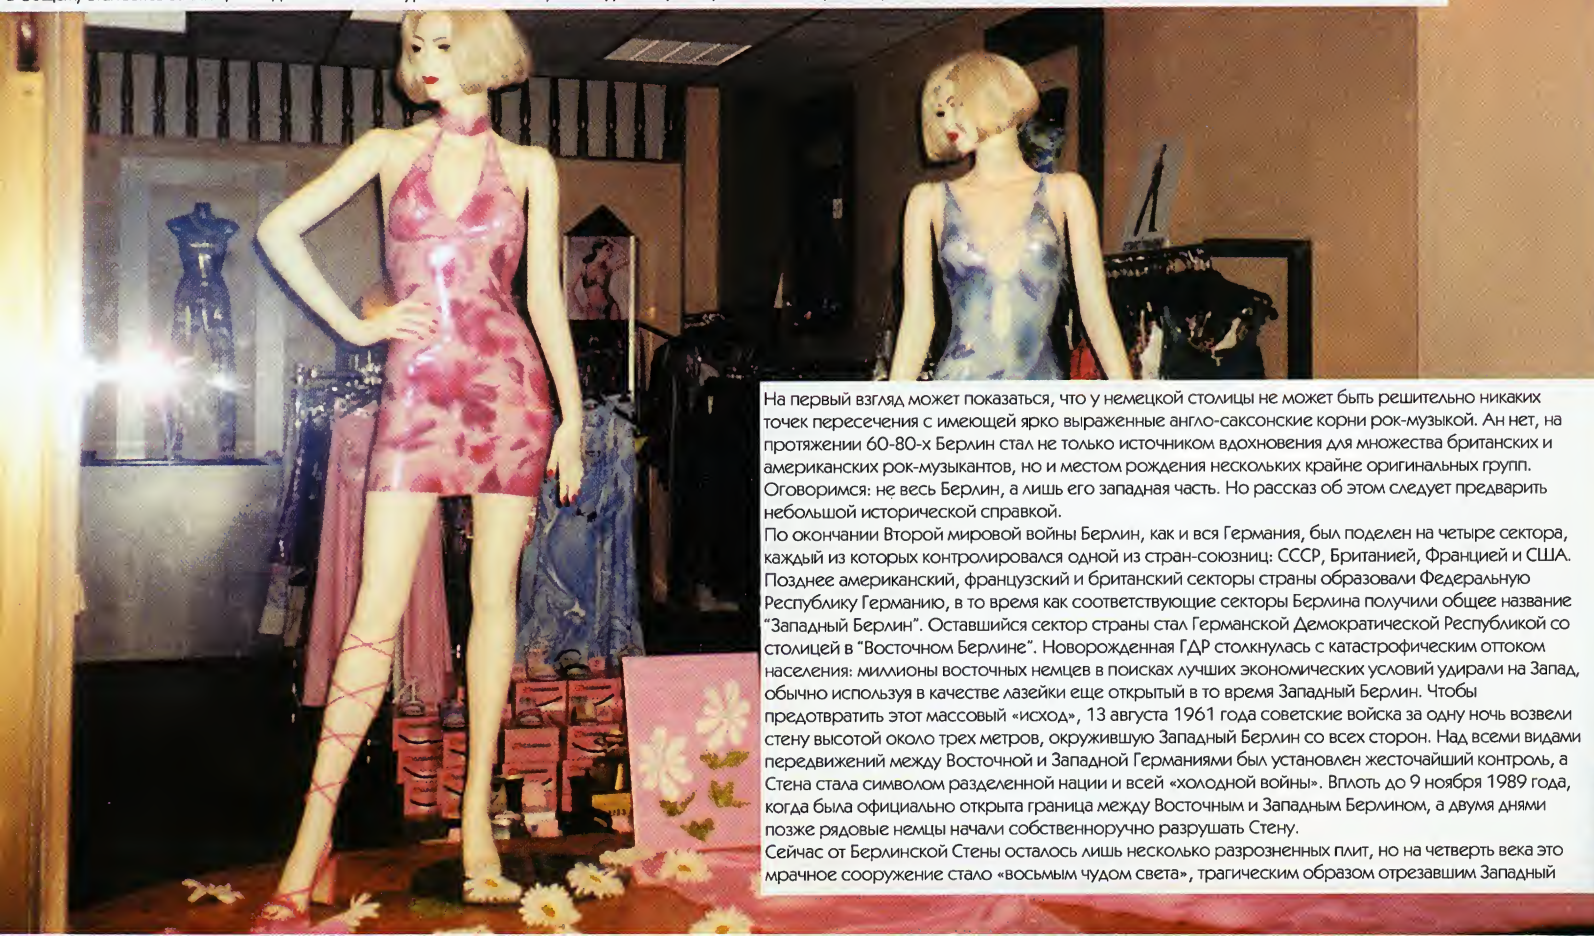 На первый взгляд может показаться, что у немецкой столицы не может быть решительно никаких
точек пересечения с имеющей ярко выраженные англо-саксонские корни рок-музыкой. Ан нет, на
протяжении 60-80-х Берлин стал не только источником вдохновения для множества британских и
американских рок-музыкантов, но и местом рождения нескольких крайне оригинальных групп.
Оговоримся: не весь Берлин, а лишь его западная часть. Но рассказ об этом следует предварить
небольшой исторической справкой.
По окончании Второй мировой войны Берлин, как и вся Германия, был поделен на четыре сектора,
каждый из которых контролировался одной из стран-союзниц: СССР, Британией, Францией и США.
Позднее американский, французский и британский секторы страны образовали Федеральную
Республику Германию, в то время как соответствующие секторы Берлина получили общее название
"Западный Берлин". Оставшийся сектор страны стал Германской Демократической Республикой со
столицей в "Восточном Берлине". Новорожденная ГДР столкнулась с катастрофическим оттоком
населения: миллионы восточных немцев в поисках лучших экономических условий удирали на Запад,
обычно используя в качестве лазейки еще открытый в то время Западный Берлин. Чтобы
предотвратить этот массовый «исход», 13 августа 1961 года советские войска за одну ночь возвели
стену высотой около трех метров, окружившую Западный Берлин со всех сторон. Над всеми видами
передвижений между Восточной и Западной Германиями был установлен жесточайший контроль, а
Стена стала символом разделенной нации и всей «холодной войны». Вплоть до 9 ноября 1989 года,
когда была официально открыта граница между Восточным и Западным Берлином, а двумя днями
позже рядовые немцы начали собственноручно разрушать Стену.
Сейчас от Берлинской Стены осталось лишь несколько разрозненных плит, но на четверть века это
мрачное сооружение стало «восьмым чудом света», трагическим образом отрезавшим Западный